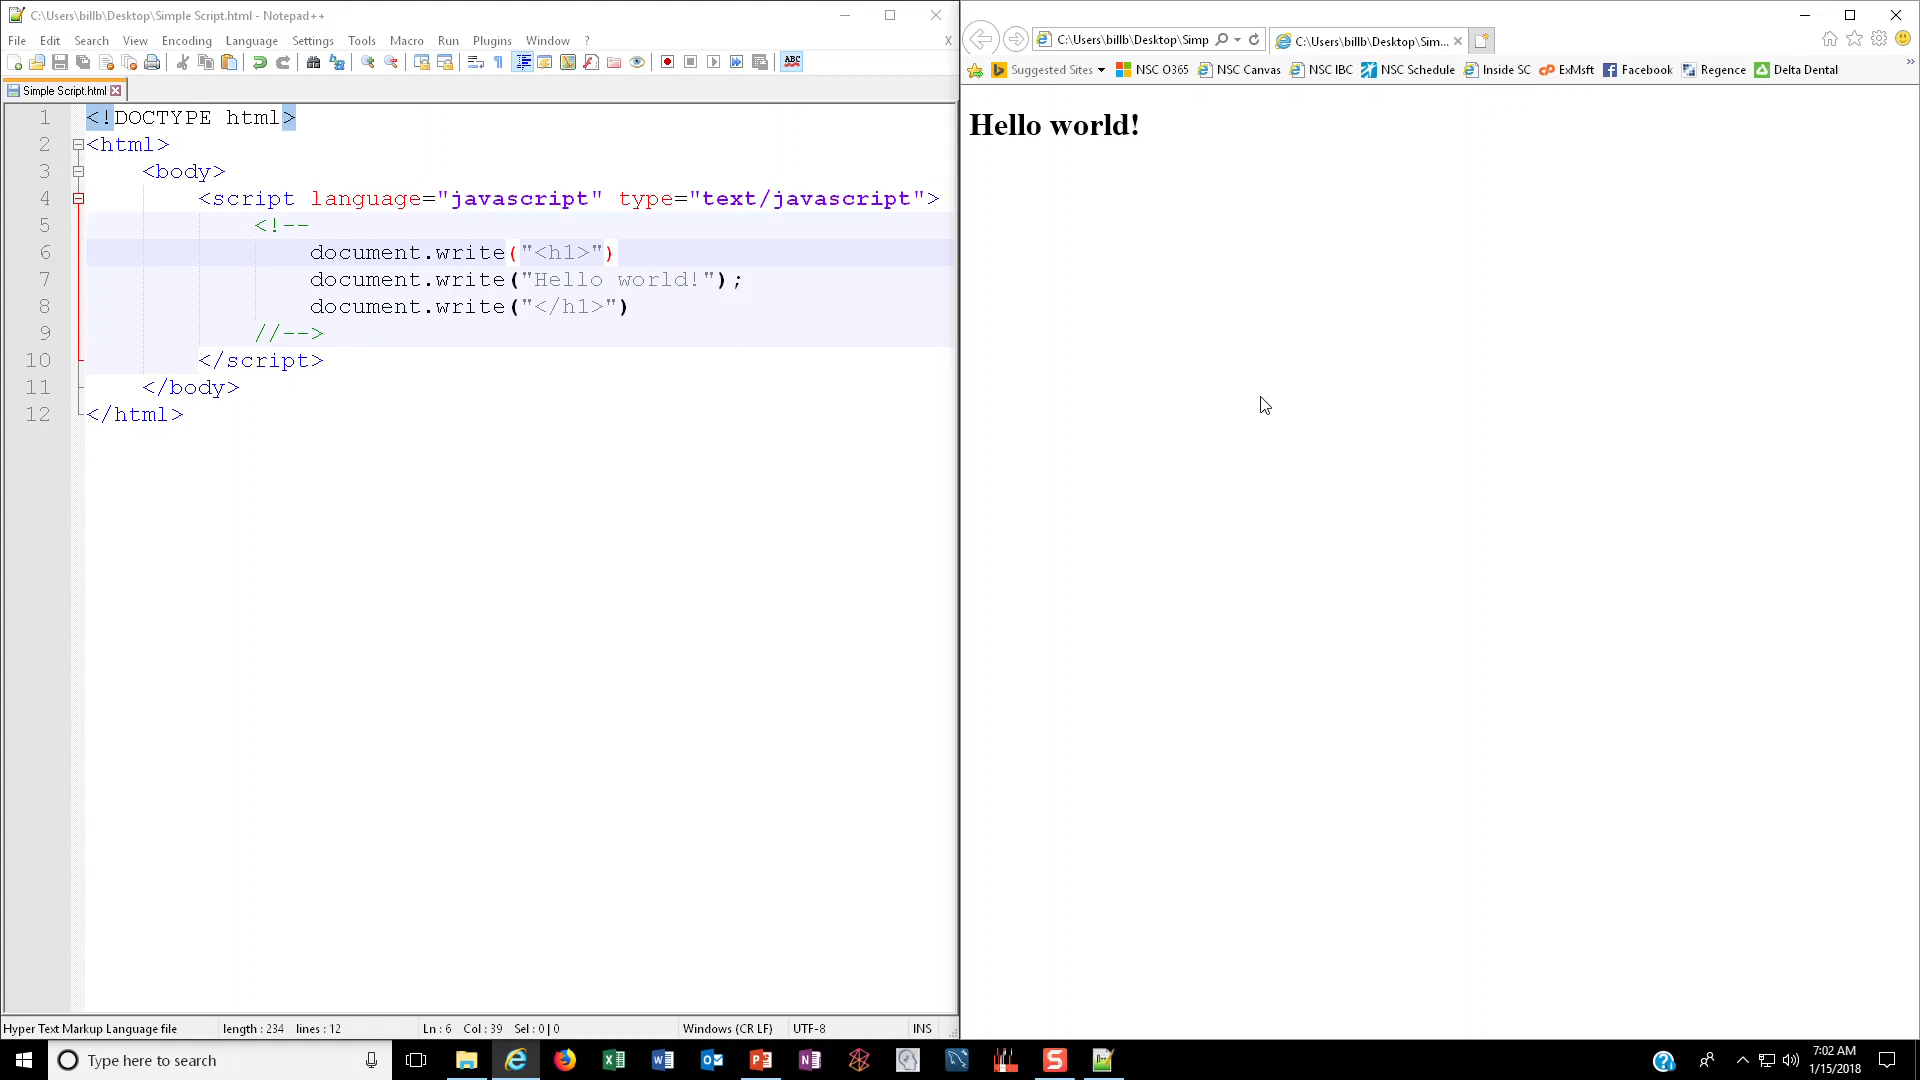 C:\Users\billb\Desktop\Simple Script.html - Notepad++
File Edit Search View Encoding Language Settings Tools Macro Run Plugins Window ? X
Simple Script.html
1 <!DOCTYPE html>
2 <html>
3 <body>
4 <script language="javascript" type="text/javascript">
5 <!--
6 document.write("<h1>")
7 document.write("Hello world!");
8 document.write("</h1>")
9 //-->
10 </script>
11 </body>
12 </html>
Hyper Text Markup Language file length : 234 lines : 12 Ln : 6 Col : 39 Sel : 0 | 0 Windows (CR LF) UTF-8 INS
C:\Users\billb\Desktop\Simp C:\Users\billb\Desktop\Sim...
Suggested Sites NSC O365 NSC Canvas NSC IBC NSC Schedule Inside SC ExMsft Facebook Regence Delta Dental
Hello world!
Type here to search
7:02 AM
1/15/2018